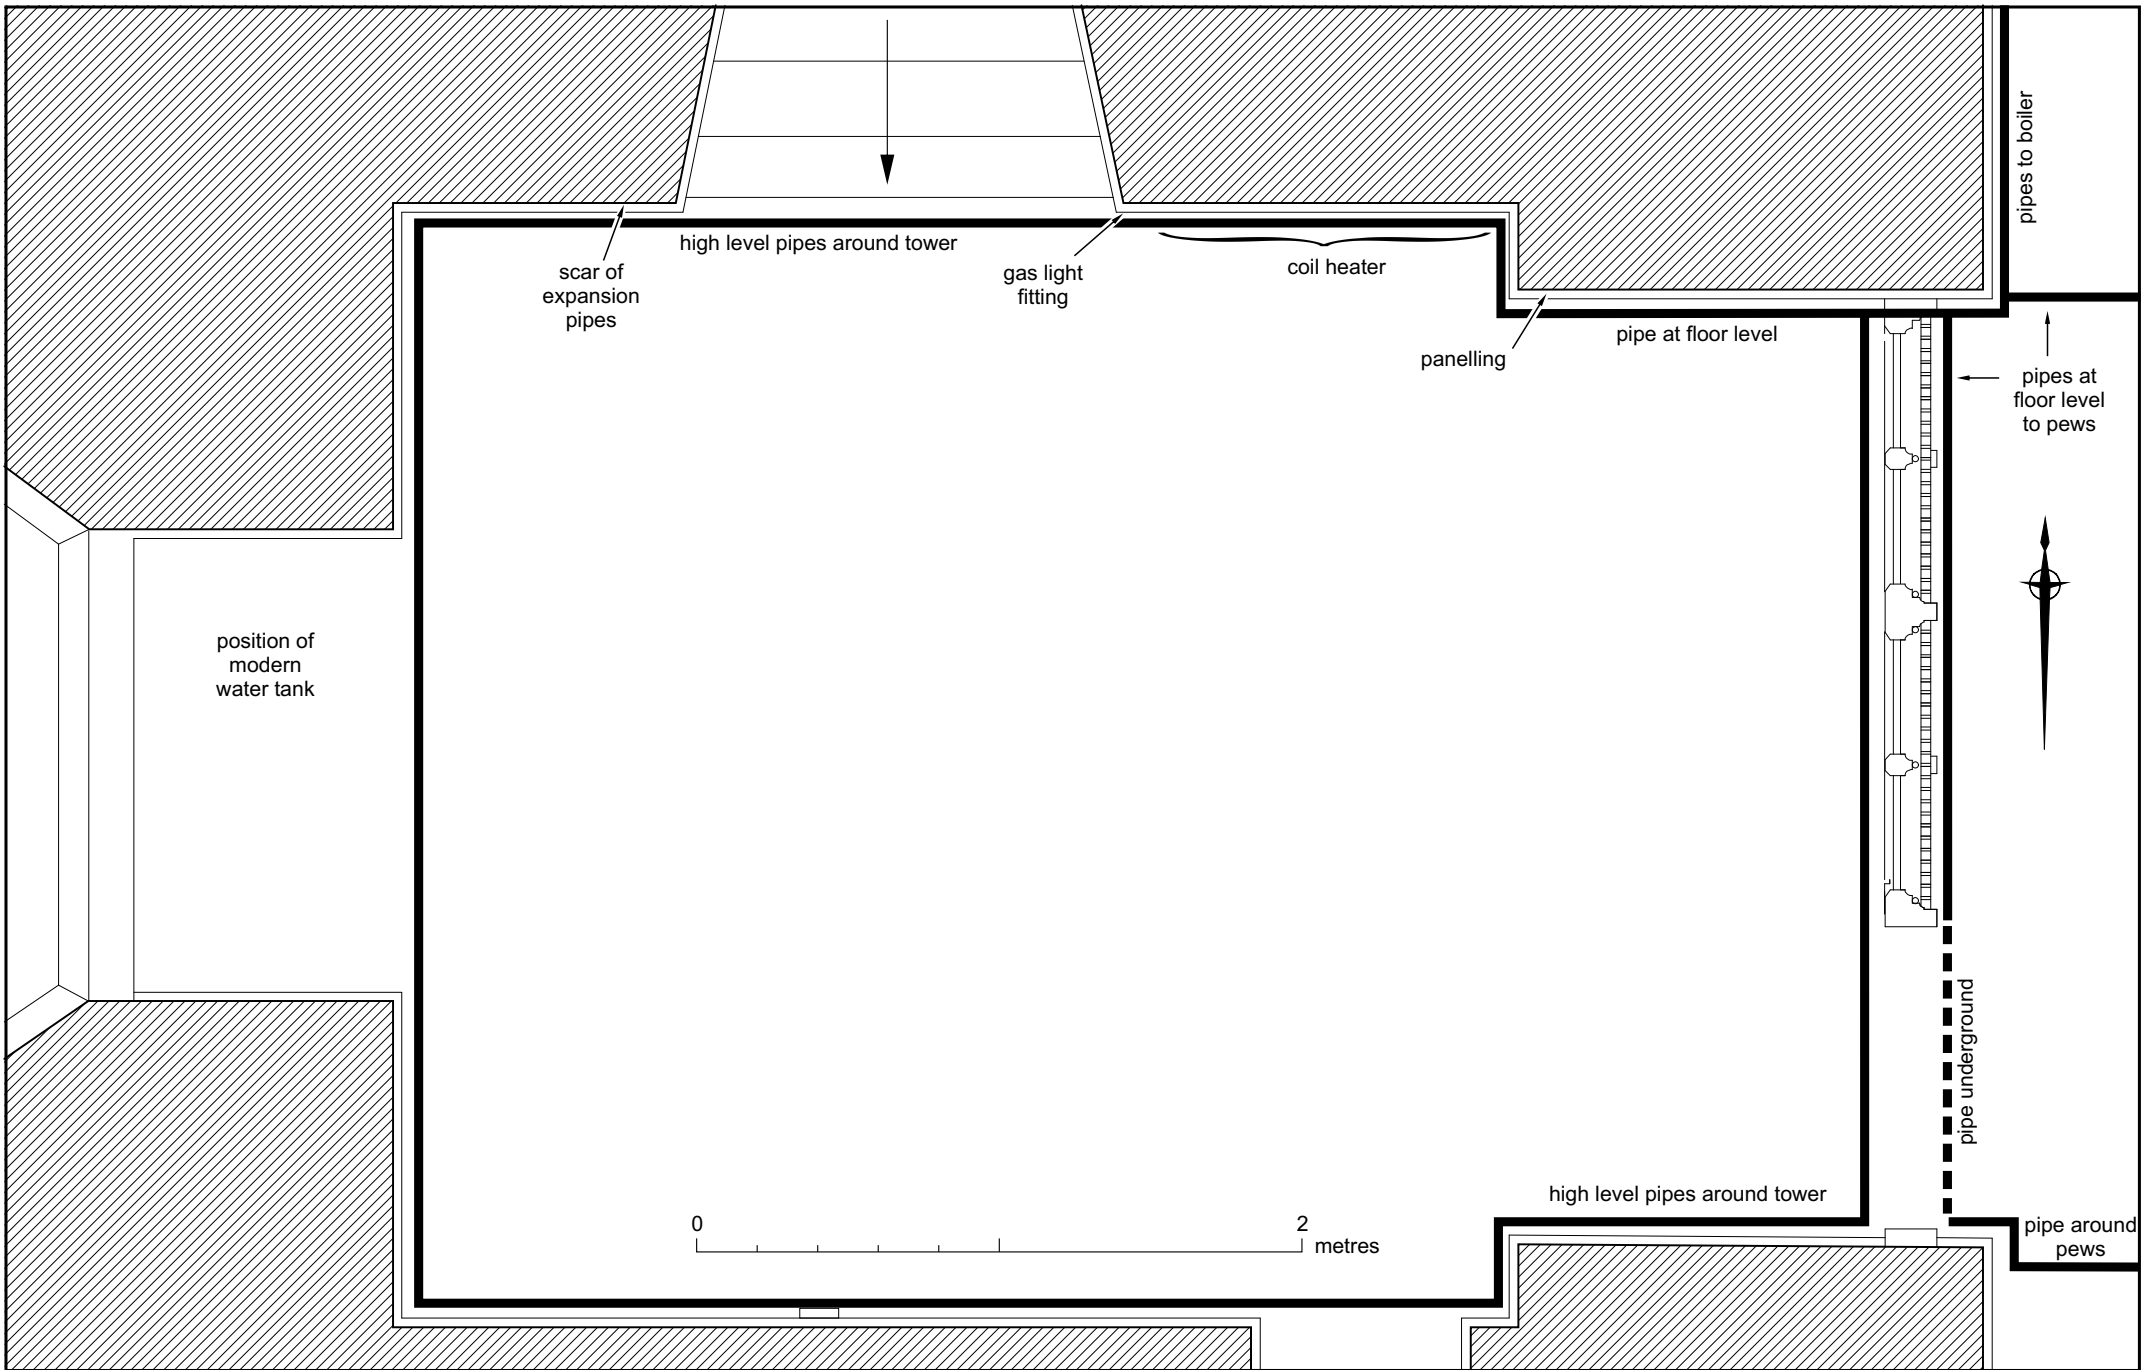 pipes to boiler
high level pipes around tower
scar of
expansion
pipes
gas light
fitting
coil heater
pipe at floor level
panelling
pipes at
floor level
to pews
position of
modern
water tank
pipe underground
high level pipes around tower
0
2
metres
pipe around
pews